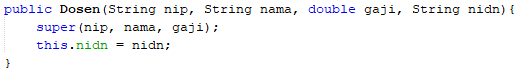 public Dosen(String nip, String nama, double gaji, String nidn){
    super(nip, nama, gaji);
    this.nidn = nidn;
}